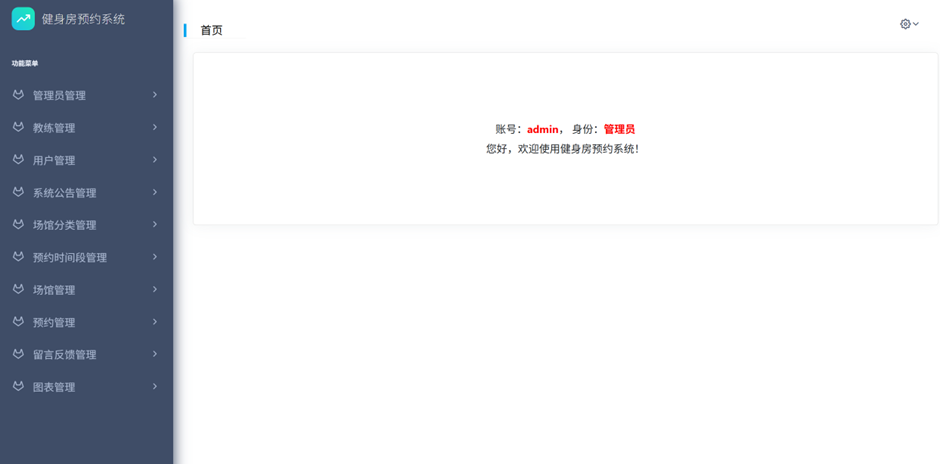 健身房预约系统
功能菜单
管理员管理
教练管理
用户管理
系统公告管理
场馆分类管理
预约时间段管理
场馆管理
预约管理
留言反馈管理
图表管理
首页
账号：admin， 身份：管理员
您好，欢迎使用健身房预约系统！